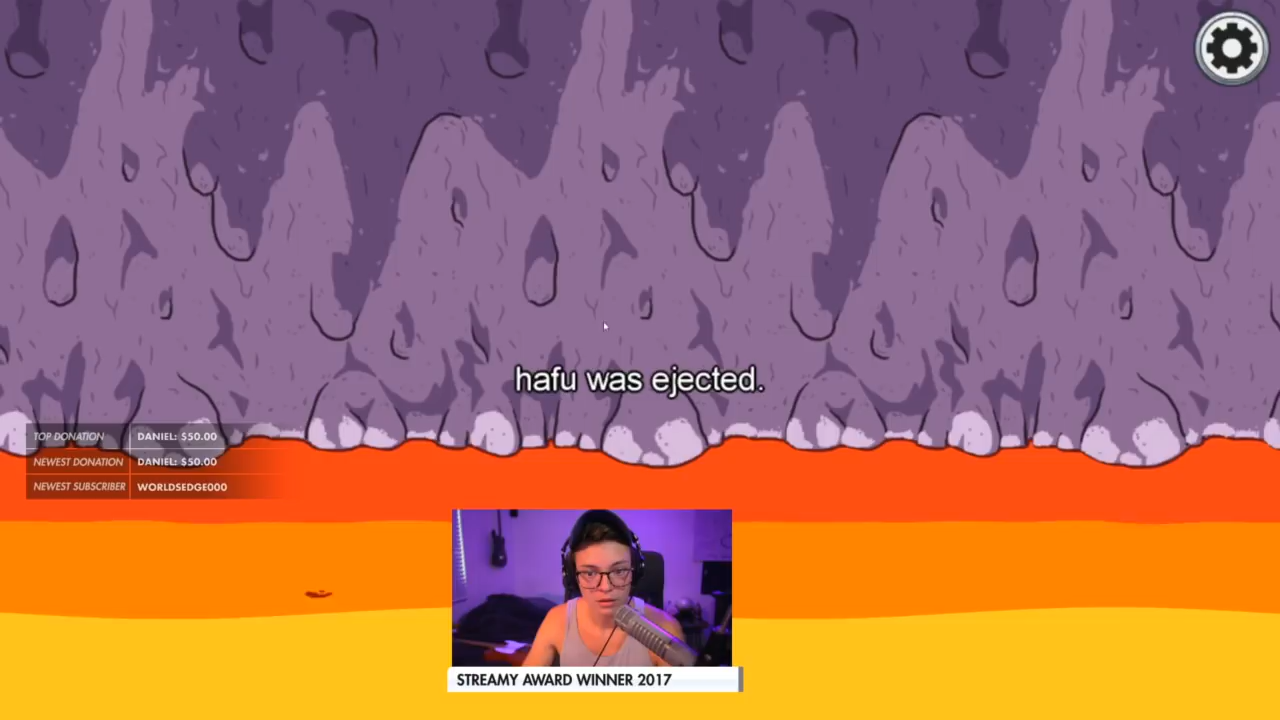 hafu was ejected.
TOP DONATION DANIEL: $50.00
NEWEST DONATION DANIEL: $50.00
NEWEST SUBSCRIBER WORLDSEDGE000
STREAMY AWARD WINNER 2017